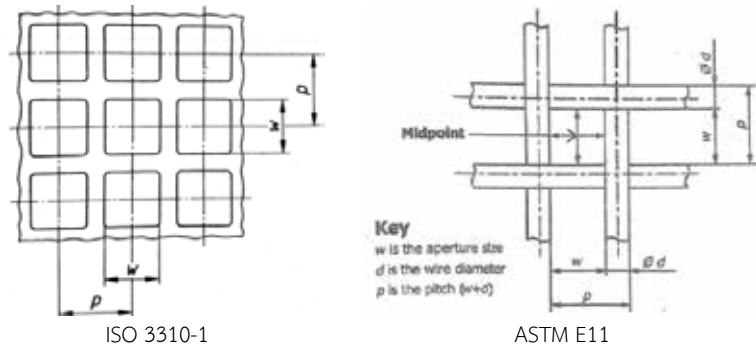 p
w
w
p
ISO 3310-1
Ø d
w
p
Midpoint
Key
w is the aperture size
d is the wire diameter
p is the pitch (w+d)
w
Ø d
p
ASTM E11